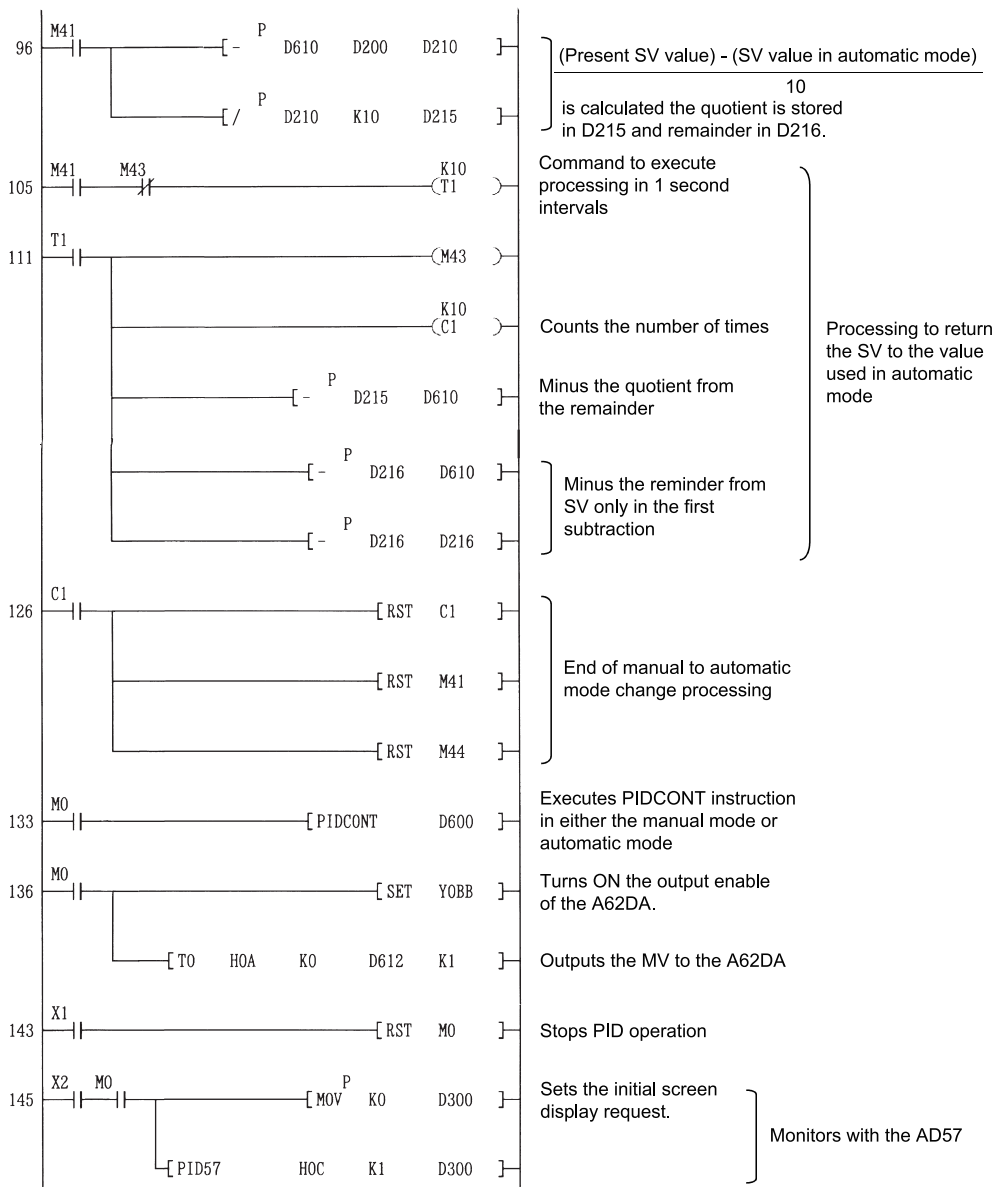 M41
96 [- P D610 D200 D210 ]
(Present SV value) - (SV value in automatic mode)
10
[/ P D210 K10 D215 ]
is calculated the quotient is stored
in D215 and remainder in D216.
M41 M43 K10
105 (T1 )
Command to execute
processing in 1 second
intervals
T1
111 (M43 )
K10
(C1 )
Counts the number of times
Processing to return
the SV to the value
used in automatic
mode
[- P D215 D610 ]
Minus the quotient from
the remainder
[- P D216 D610 ]
[- P D216 D216 ]
Minus the reminder from
SV only in the first
subtraction
C1
126 [ RST C1 ]
[ RST M41 ]
[ RST M44 ]
End of manual to automatic
mode change processing
M0
133 [ PIDCONT D600 ]
Executes PIDCONT instruction
in either the manual mode or
automatic mode
M0
136 [ SET Y0BB ]
Turns ON the output enable
of the A62DA.
[ TO H0A K0 D612 K1 ]
Outputs the MV to the A62DA
X1
143 [ RST M0 ]
Stops PID operation
X2 M0
145 [ MOV P K0 D300 ]
Sets the initial screen
display request.
Monitors with the AD57
[ PID57 H0C K1 D300 ]